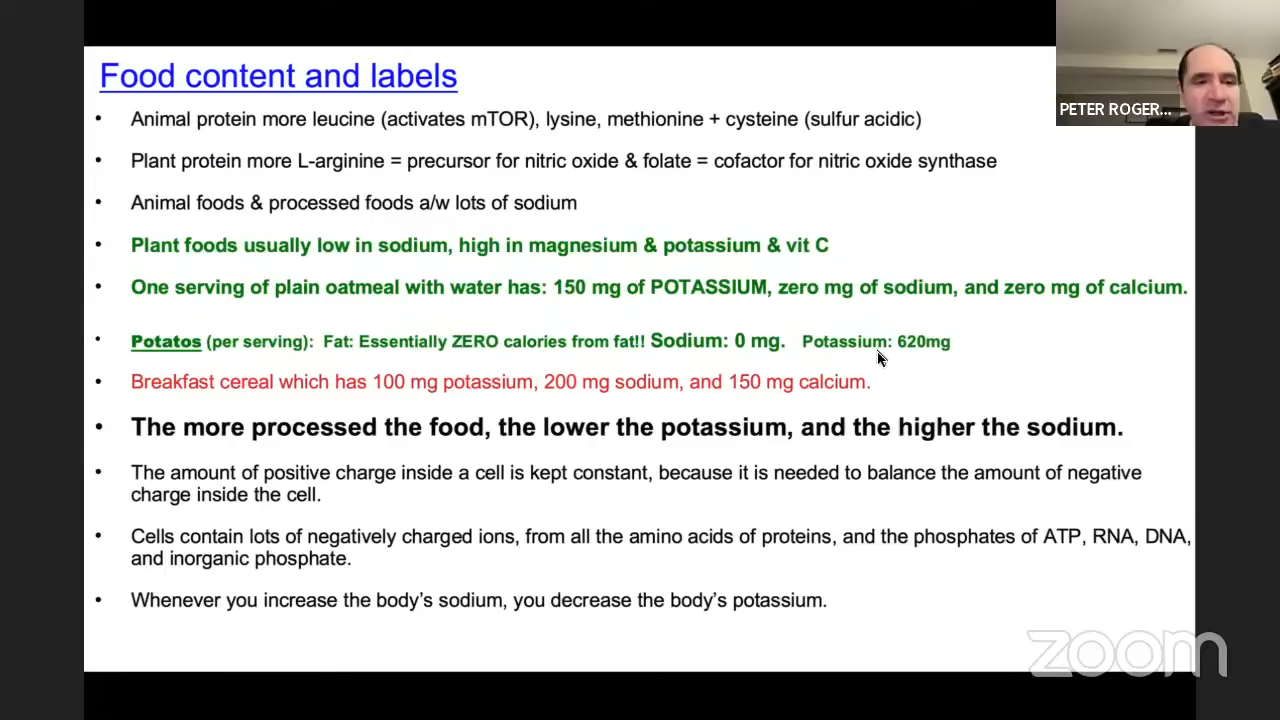 Food content and labels
PETER ROGER...
• Animal protein more leucine (activates mTOR), lysine, methionine + cysteine (sulfur acidic)
• Plant protein more L-arginine = precursor for nitric oxide & folate = cofactor for nitric oxide synthase
• Animal foods & processed foods a/w lots of sodium
• Plant foods usually low in sodium, high in magnesium & potassium & vit C
• One serving of plain oatmeal with water has: 150 mg of POTASSIUM, zero mg of sodium, and zero mg of calcium.
• Potatos (per serving): Fat: Essentially ZERO calories from fat!! Sodium: 0 mg. Potassium: 620mg
• Breakfast cereal which has 100 mg potassium, 200 mg sodium, and 150 mg calcium.
• The more processed the food, the lower the potassium, and the higher the sodium.
• The amount of positive charge inside a cell is kept constant, because it is needed to balance the amount of negative
charge inside the cell.
• Cells contain lots of negatively charged ions, from all the amino acids of proteins, and the phosphates of ATP, RNA, DNA,
and inorganic phosphate.
• Whenever you increase the body's sodium, you decrease the body's potassium.
zoom